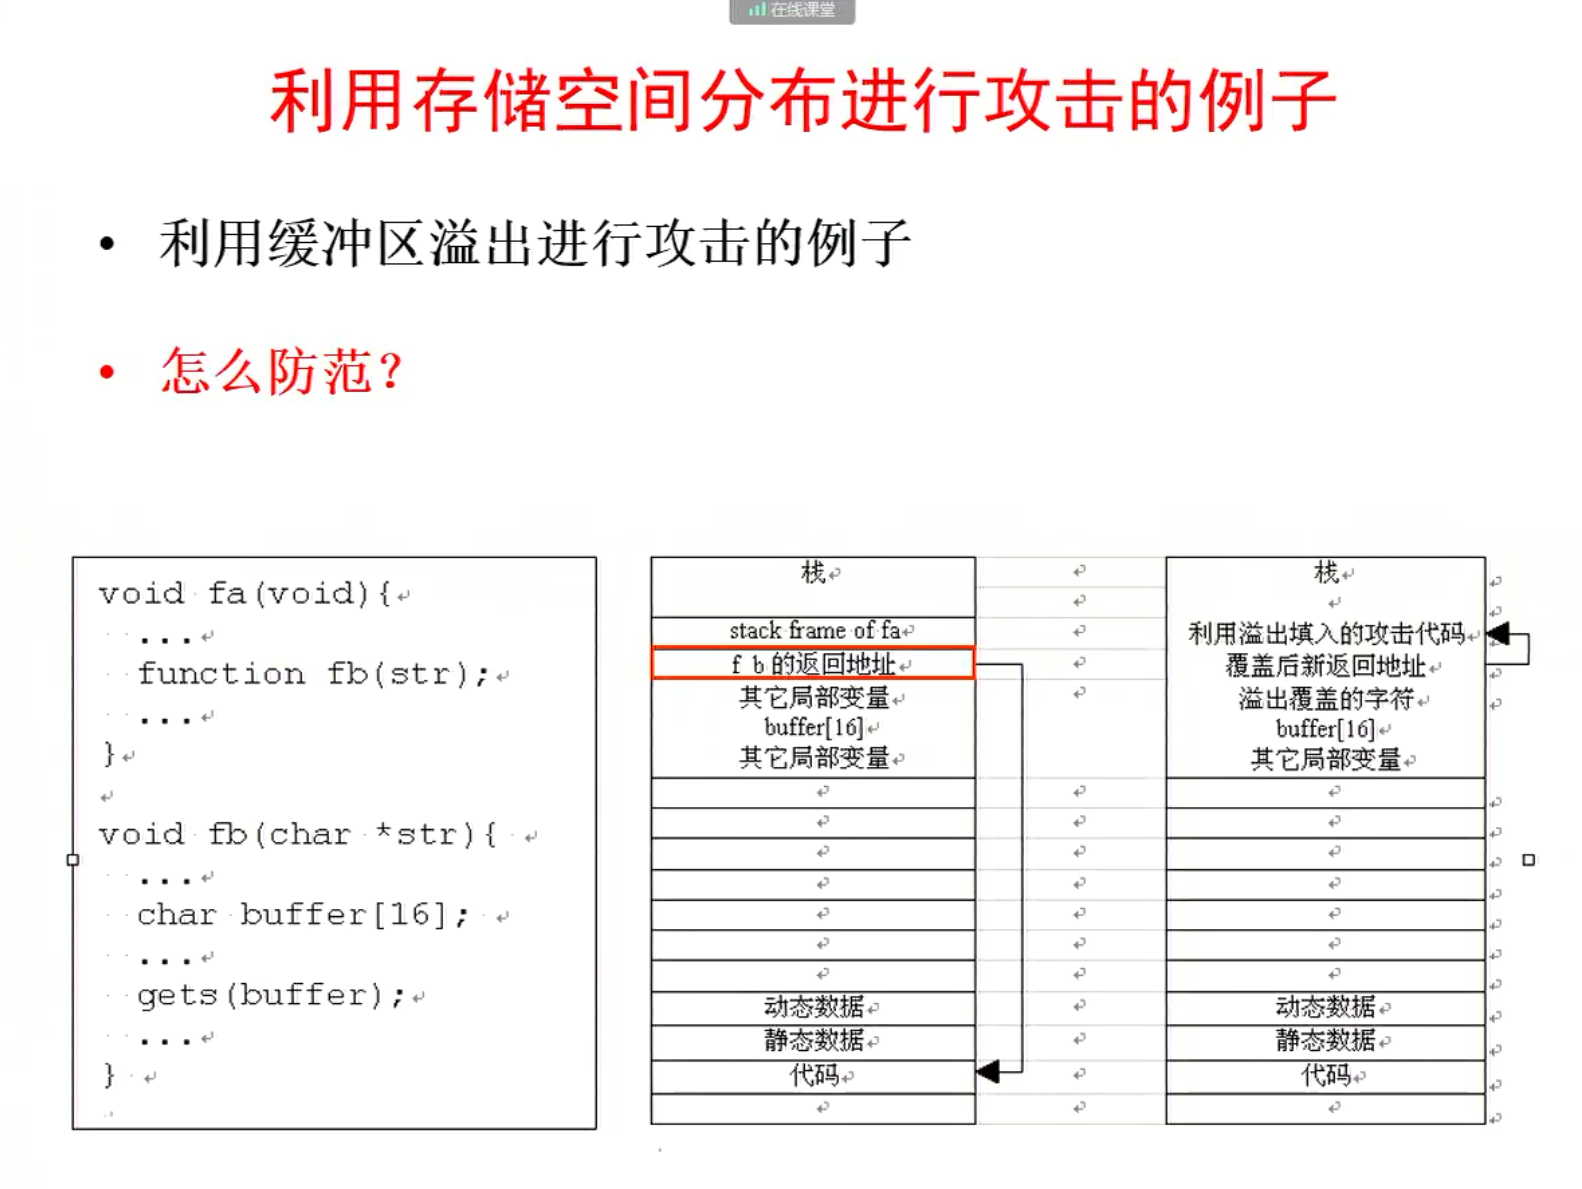 在线课堂
利用存储空间分布进行攻击的例子
• 利用缓冲区溢出进行攻击的例子
• 怎么防范？
void fa(void){
...
function fb(str);
...
}
void fb(char *str){
...
char buffer[16];
...
gets(buffer);
...
}
栈
stack frame of fa
f b 的返回地址
其它局部变量
buffer[16]
其它局部变量
动态数据
静态数据
代码
栈
利用溢出填入的攻击代码
覆盖后新返回地址
溢出覆盖的字符
buffer[16]
其它局部变量
动态数据
静态数据
代码